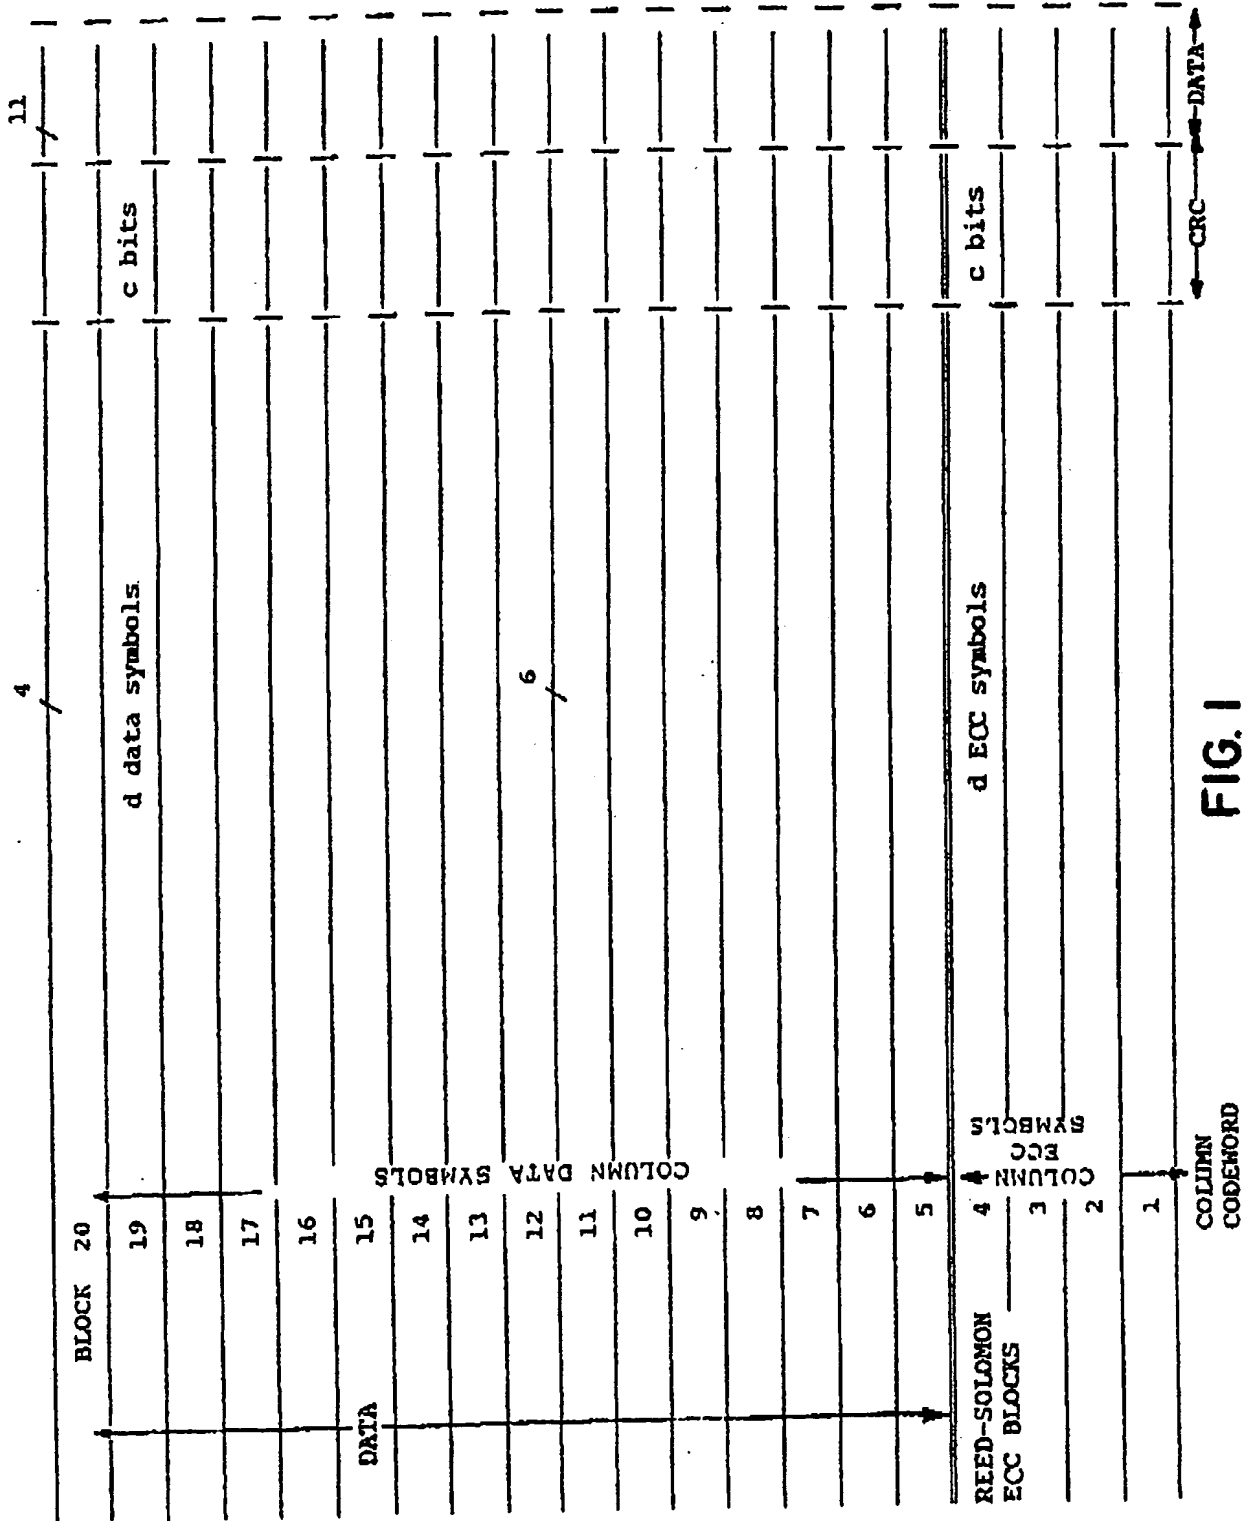 4
11
BLOCK 20
19
d data symbols
c bits
18
17
16
15
14
13
12
6
11
10
9
8
7
6
5
DATA
COLUMN DATA SYMBOLS
REED-SOLOMON
ECC BLOCKS
4
3
2
1
d ECC symbols
c bits
COLUMN
ECC
SYMBOLS
COLUMN
CODEWORD
CRC
DATA
FIG. 1